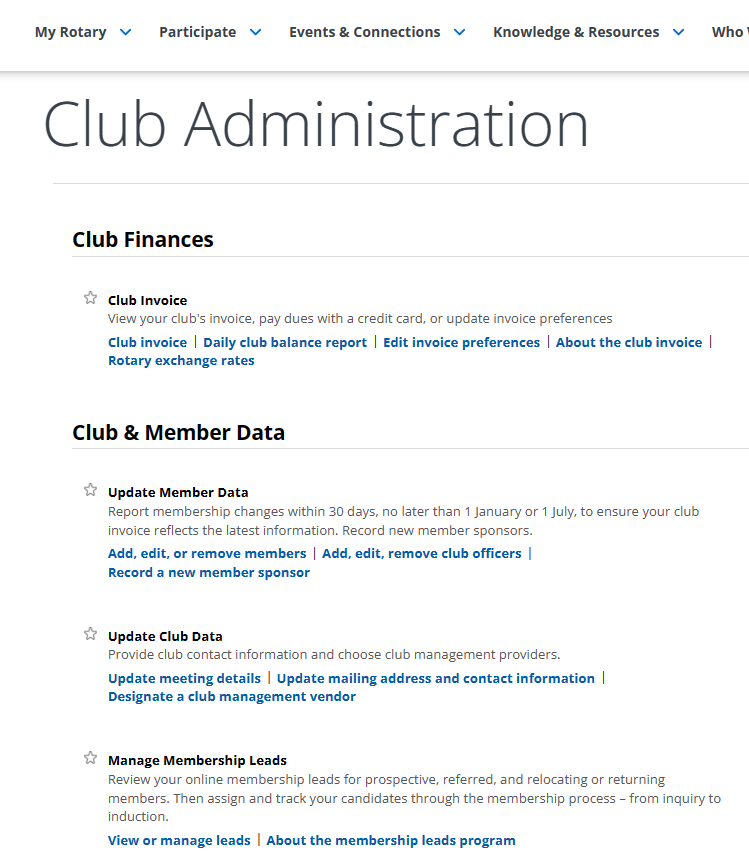 My Rotary Participate Events & Connections Knowledge & Resources Who
Club Administration
Club Finances
Club Invoice
View your club's invoice, pay dues with a credit card, or update invoice preferences
Club invoice | Daily club balance report | Edit invoice preferences | About the club invoice |
Rotary exchange rates
Club & Member Data
Update Member Data
Report membership changes within 30 days, no later than 1 January or 1 July, to ensure your club
invoice reflects the latest information. Record new member sponsors.
Add, edit, or remove members | Add, edit, remove club officers |
Record a new member sponsor
Update Club Data
Provide club contact information and choose club management providers.
Update meeting details | Update mailing address and contact information |
Designate a club management vendor
Manage Membership Leads
Review your online membership leads for prospective, referred, and relocating or returning
members. Then assign and track your candidates through the membership process – from inquiry to
induction.
View or manage leads | About the membership leads program